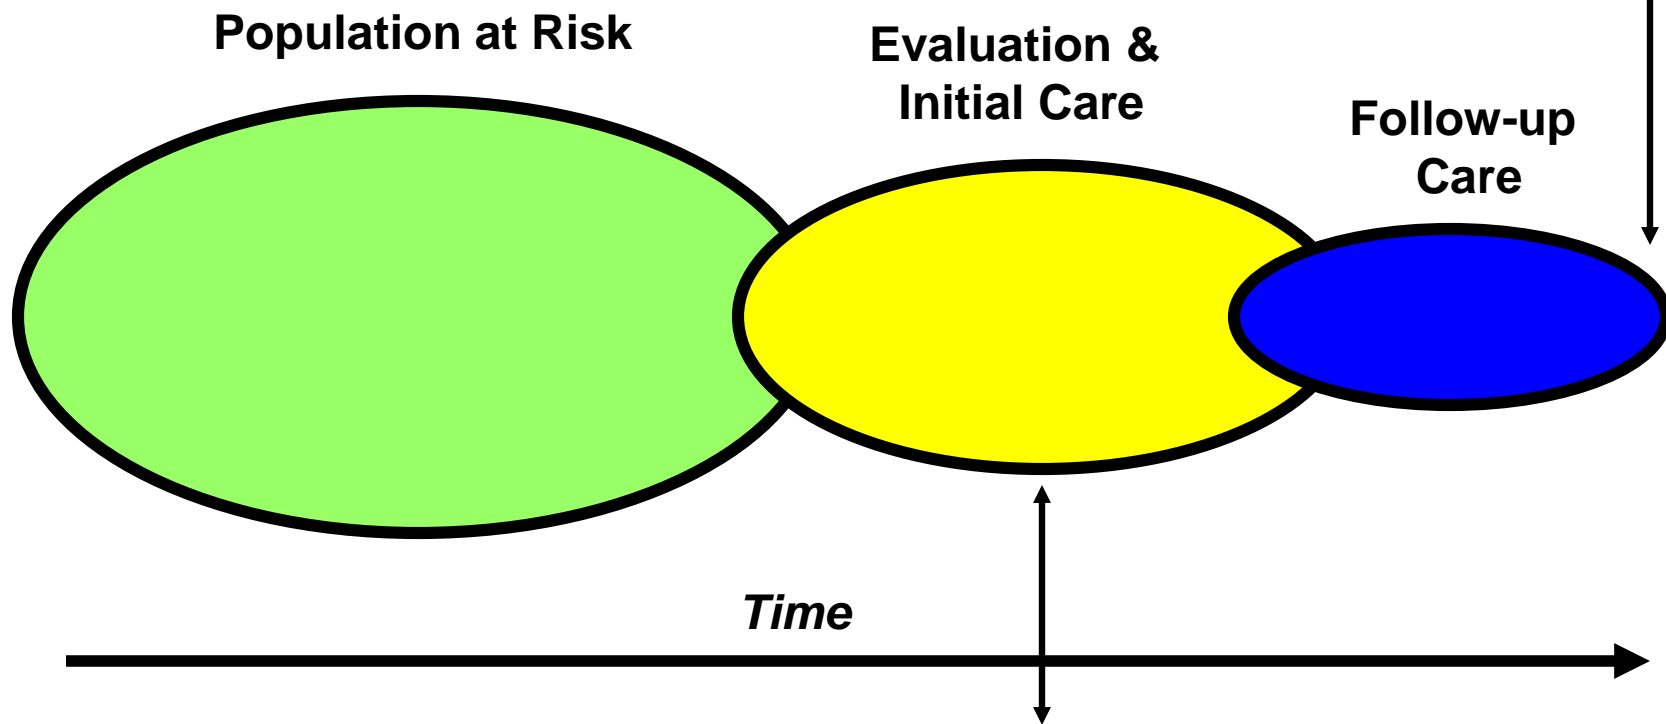 Population at Risk
Evaluation &
Initial Care
Follow-up
Care
Time